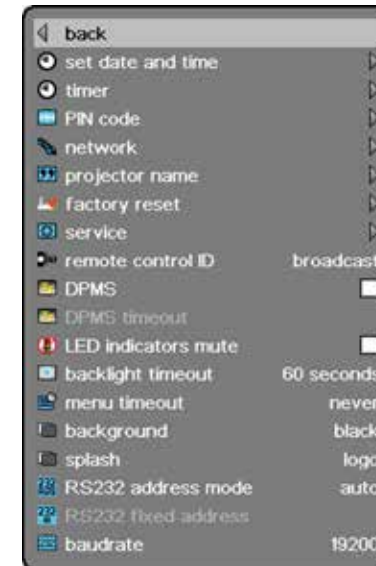 back
set date and time
timer
PIN code
network
projector name
factory reset
service
remote control ID broadcast
DPMS
DPMS timeout
LED indicators mute
backlight timeout 60 seconds
menu timeout never
background black
splash logo
RS232 address mode auto
RS232 fixed address
baudrate 19200